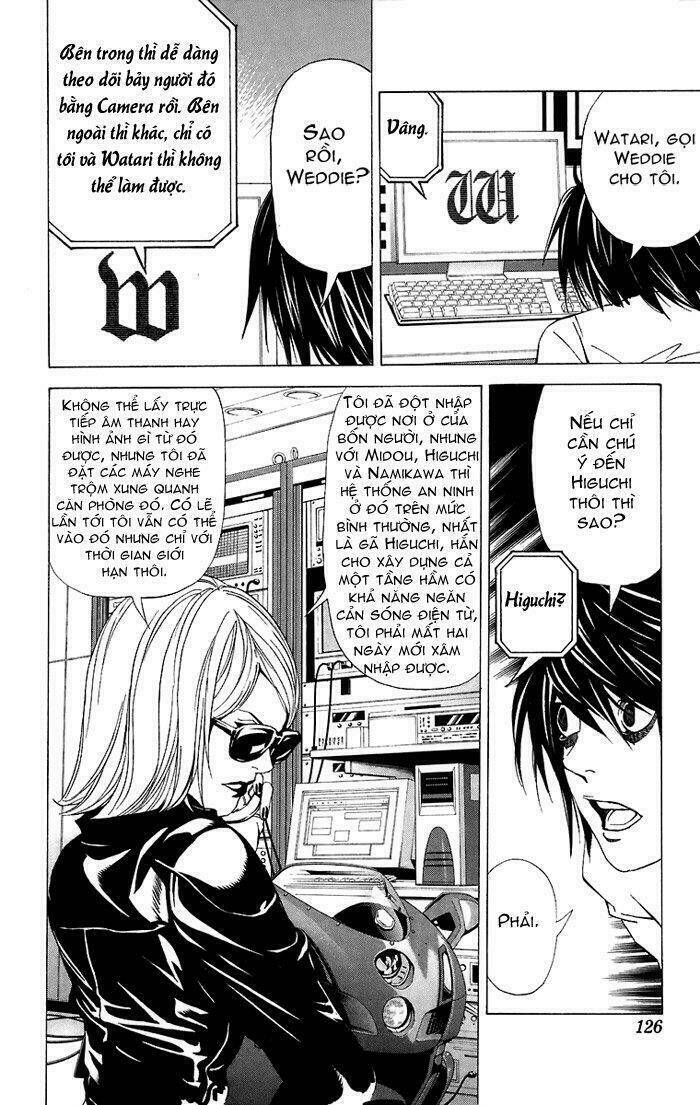 WATARI, GỌI
WEDDIE
CHO TÔI.
Vâng.
W
SAO
RỒI,
WEDDIE?
Bên trong thì dễ dàng
theo dõi bảy người đó
bằng Camera rồi. Bên
ngoài thì khác, chỉ có
tôi và Watari thì không
thể làm được.
W
NẾU CHỈ
CẦN CHÚ
Ý ĐẾN
HIGUCHI
THÔI THÌ
SAO?
Higuchi?
PHẢI.
TÔI ĐÃ ĐỘT NHẬP
ĐƯỢC NƠI Ở CỦA
BỐN NGƯỜI, NHƯNG
VỚI MIDOU, HIGUCHI
VÀ NAMIKAWA THÌ
HỆ THỐNG AN NINH
Ở ĐÓ TRÊN MỨC
BÌNH THƯỜNG, NHẤT
LÀ GÃ HIGUCHI, HẮN
CHO XÂY DỰNG CẢ
MỘT TẦNG HẦM CÓ
KHẢ NĂNG NGĂN
CẢN SÓNG ĐIỆN TỪ,
TÔI PHẢI MẤT HAI
NGÀY MỚI XÂM
NHẬP ĐƯỢC.
KHÔNG THỂ LẤY TRỰC
TIẾP ÂM THANH HAY
HÌNH ẢNH GÌ TỪ ĐÓ
ĐƯỢC, NHƯNG TÔI ĐÃ
ĐẶT CÁC MÁY NGHE
TRỘM XUNG QUANH
CĂN PHÒNG ĐÓ. CÓ LẼ
LẦN TỚI TÔI VẪN CÓ THỂ
VÀO ĐÓ NHƯNG CHỈ VỚI
THỜI GIAN GIỚI
HẠN THÔI.
126